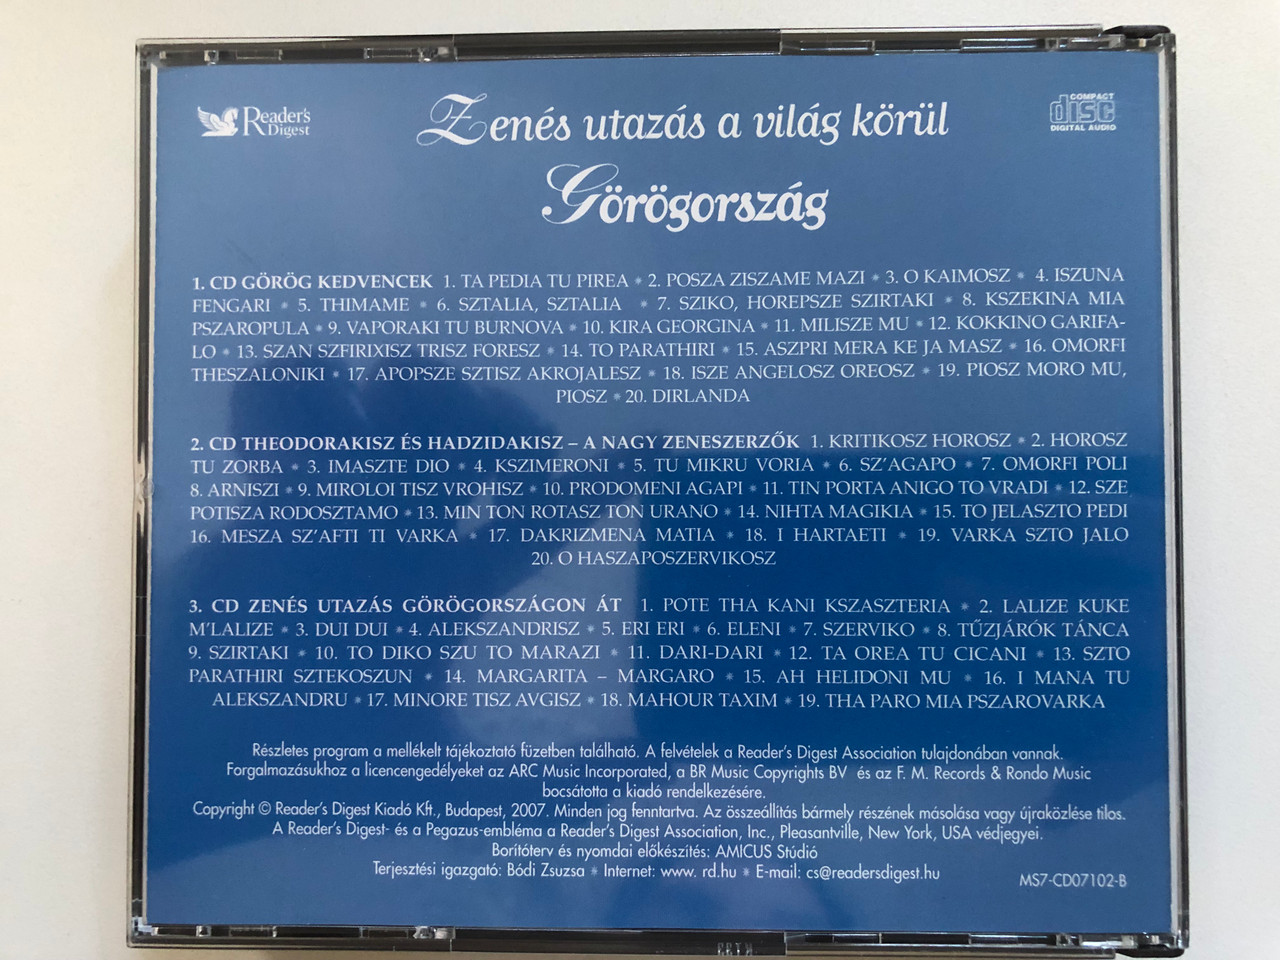 Reader's
Digest
Zenés utazás a világ körül
COMPACT
disc
DIGITAL AUDIO
Görögország
1. CD GÖRÖG KEDVENCEK 1. TA PEDIA TU PIREA * 2. POSZA ZISZAME MAZI * 3. O KAIMOSZ * 4. ISZUNA
FENGARI * 5. THIMAME * 6. SZTALIA, SZTALIA * 7. SZIKO, HOREPSZE SZIRTAKI * 8. KSZEKINA MIA
PSZAROPULA * 9. VAPORAKI TU BURNOVA * 10. KIRA GEORGINA * 11. MILISZE MU * 12. KOKKINO GARIFA-
LO * 13. SZAN SZFIRIXISZ TRISZ FORESZ * 14. TO PARATHIRI * 15. ASZPRI MERA KE JA MASZ * 16. OMORFI
THESZALONIKI * 17. APOPSZE SZTISZ AKROJALESZ * 18. ISZE ANGELOSZ OREOSZ * 19. PIOSZ MORO MU,
PIOSZ * 20. DIRLANDA
2. CD THEODORAKISZ ÉS HADZIDAKISZ – A NAGY ZENESZERZŐK 1. KRITIKOSZ HOROSZ * 2. HOROSZ
TU ZORBA * 3. IMASZTE DIO * 4. KSZIMERONI * 5. TU MIKRU VORIA * 6. SZ'AGAPO * 7. OMORFI POLI
8. ARNISZI * 9. MIROLOI TISZ VROHISZ * 10. PRODOMENI AGAPI * 11. TIN PORTA ANIGO TO VRADI * 12. SZE
POTISZA RODOSZTAMO * 13. MIN TON ROTASZ TON URANO * 14. NIHTA MAGIKIA * 15. TO JELASZTO PEDI
16. MESZA SZ'AFTI TI VARKA * 17. DAKRIZMENA MATIA * 18. I HARTAETI * 19. VARKA SZTO JALO
20. O HASZAPOSZERVIKOSZ
3. CD ZENÉS UTAZÁS GÖRÖGORSZÁGON ÁT 1. POTE THA KANI KSZASZTERIA * 2. LALIZE KUKE
M'LALIZE * 3. DUI DUI * 4. ALEKSZANDRISZ * 5. ERI ERI * 6. ELENI * 7. SZERVIKO * 8. TŰZJÁRÓK TÁNCA
9. SZIRTAKI * 10. TO DIKO SZU TO MARAZI * 11. DARI-DARI * 12. TA OREA TU CICANI * 13. SZTO
PARATHIRI SZTEKOSZUN * 14. MARGARITA – MARGARO * 15. AH HELIDONI MU * 16. I MANA TU
ALEKSZANDRU * 17. MINORE TISZ AVGISZ * 18. MAHOUR TAXIM * 19. THA PARO MIA PSZAROVARKA
Részletes program a mellékelt tájékoztató füzetben található. A felvételek a Reader's Digest Association tulajdonában vannak.
Forgalmazásukhoz a licencengedélyeket az ARC Music Incorporated, a BR Music Copyrights BV és az F. M. Records & Rondo Music
bocsátotta a kiadó rendelkezésére.
Copyright © Reader's Digest Kiadó Kft., Budapest, 2007. Minden jog fenntartva. Az összeállítás bármely részének másolása vagy újraközlése tilos.
A Reader's Digest- és a Pegazus-embléma a Reader's Digest Association, Inc., Pleasantville, New York, USA védjegyei.
Borítóterv és nyomdai előkészítés: AMICUS Stúdió
Terjesztési igazgató: Bódi Zsuzsa * Internet: www. rd.hu * E-mail: cs@readersdigest.hu
MS7-CD07102-B